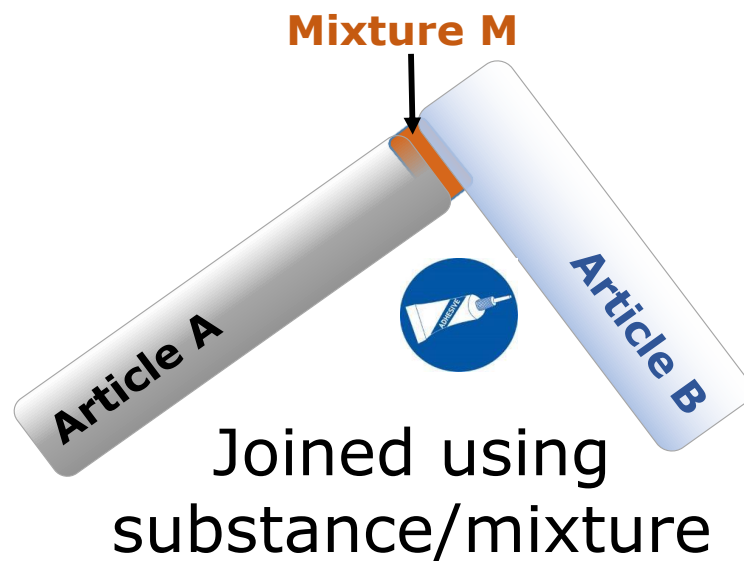 Mixture M
Article A
Article B
ADHESIVE
Joined using
substance/mixture